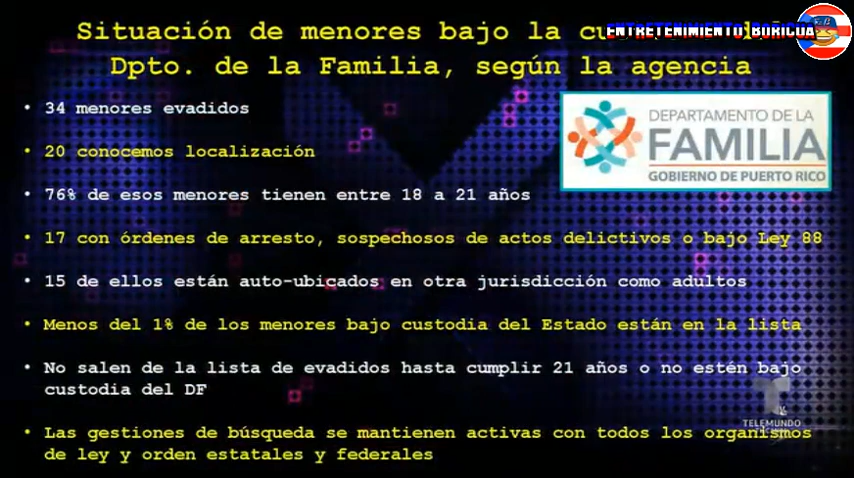 Situación de menores bajo la
ENTRETENIMIENTO BORICUA
Dpto. de la Familia, según la agencia
• 34 menores evadidos
DEPARTAMENTO DE LA
FAMILIA
GOBIERNO DE PUERTO RICO
• 20 conocemos localización
• 76% de esos menores tienen entre 18 a 21 años
• 17 con órdenes de arresto, sospechosos de actos delictivos o bajo Ley 88
• 15 de ellos están auto-ubicados en otra jurisdicción como adultos
• Menos del 1% de los menores bajo custodia del Estado están en la lista
• No salen de la lista de evadidos hasta cumplir 21 años o no estén bajo
custodia del DF
TELEMUNDO
• Las gestiones de búsqueda se mantienen activas con todos los organismos
de ley y orden estatales y federales